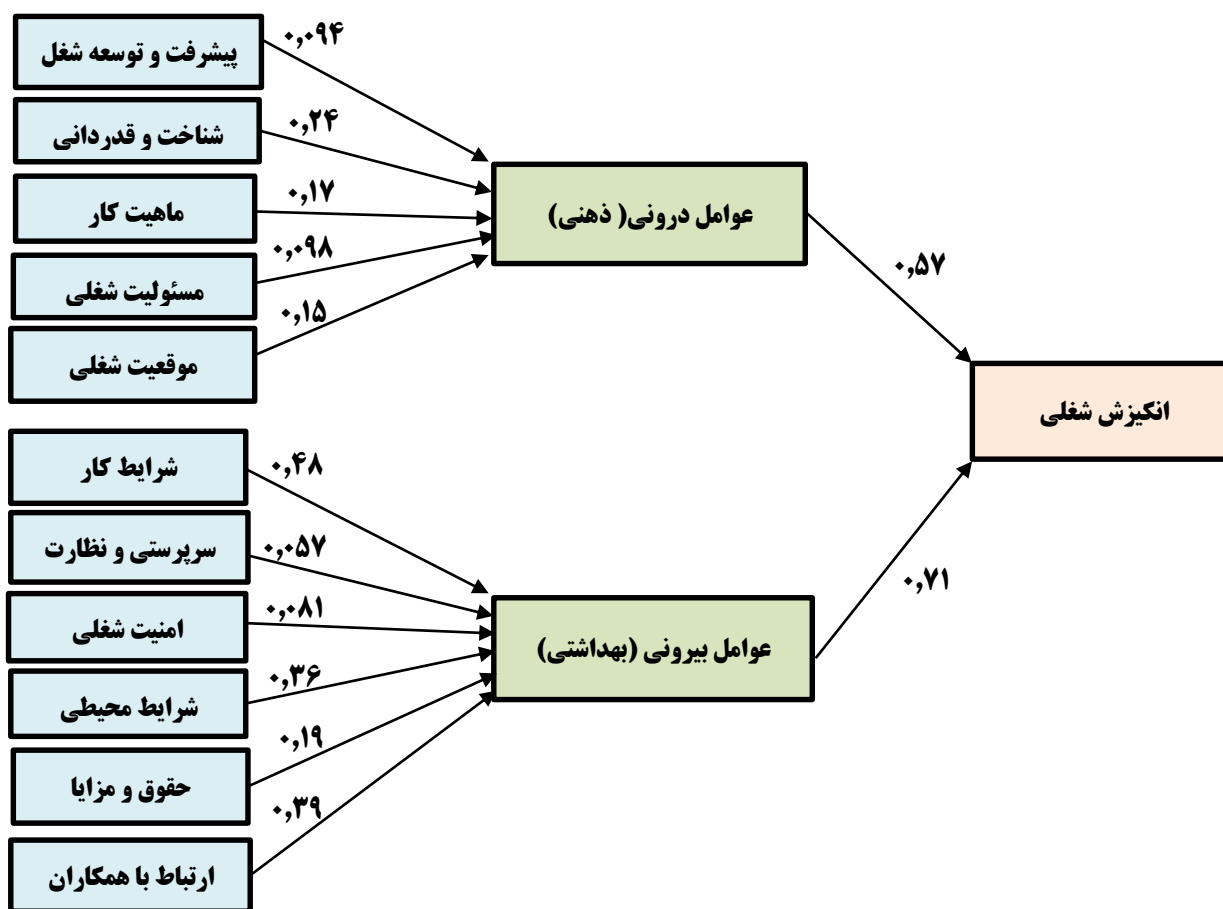 پیشرفت و توسعه شغل
۰,۰۹۴
شناخت و قدردانی
۰,۲۴
ماهیت کار
۰,۱۷
مسئولیت شغلی
۰,۰۹۸
موقعیت شغلی
۰,۱۵
عوامل درونی( ذهنی)
۰,۵۷
انگیزش شغلی
شرایط کار
۰,۴۸
سرپرستی و نظارت
۰,۰۵۷
امنیت شغلی
۰,۰۸۱
شرایط محیطی
۰,۳۶
حقوق و مزایا
۰,۱۹
ارتباط با همکاران
۰,۳۹
عوامل بیرونی (بهداشتی)
۰,۷۱